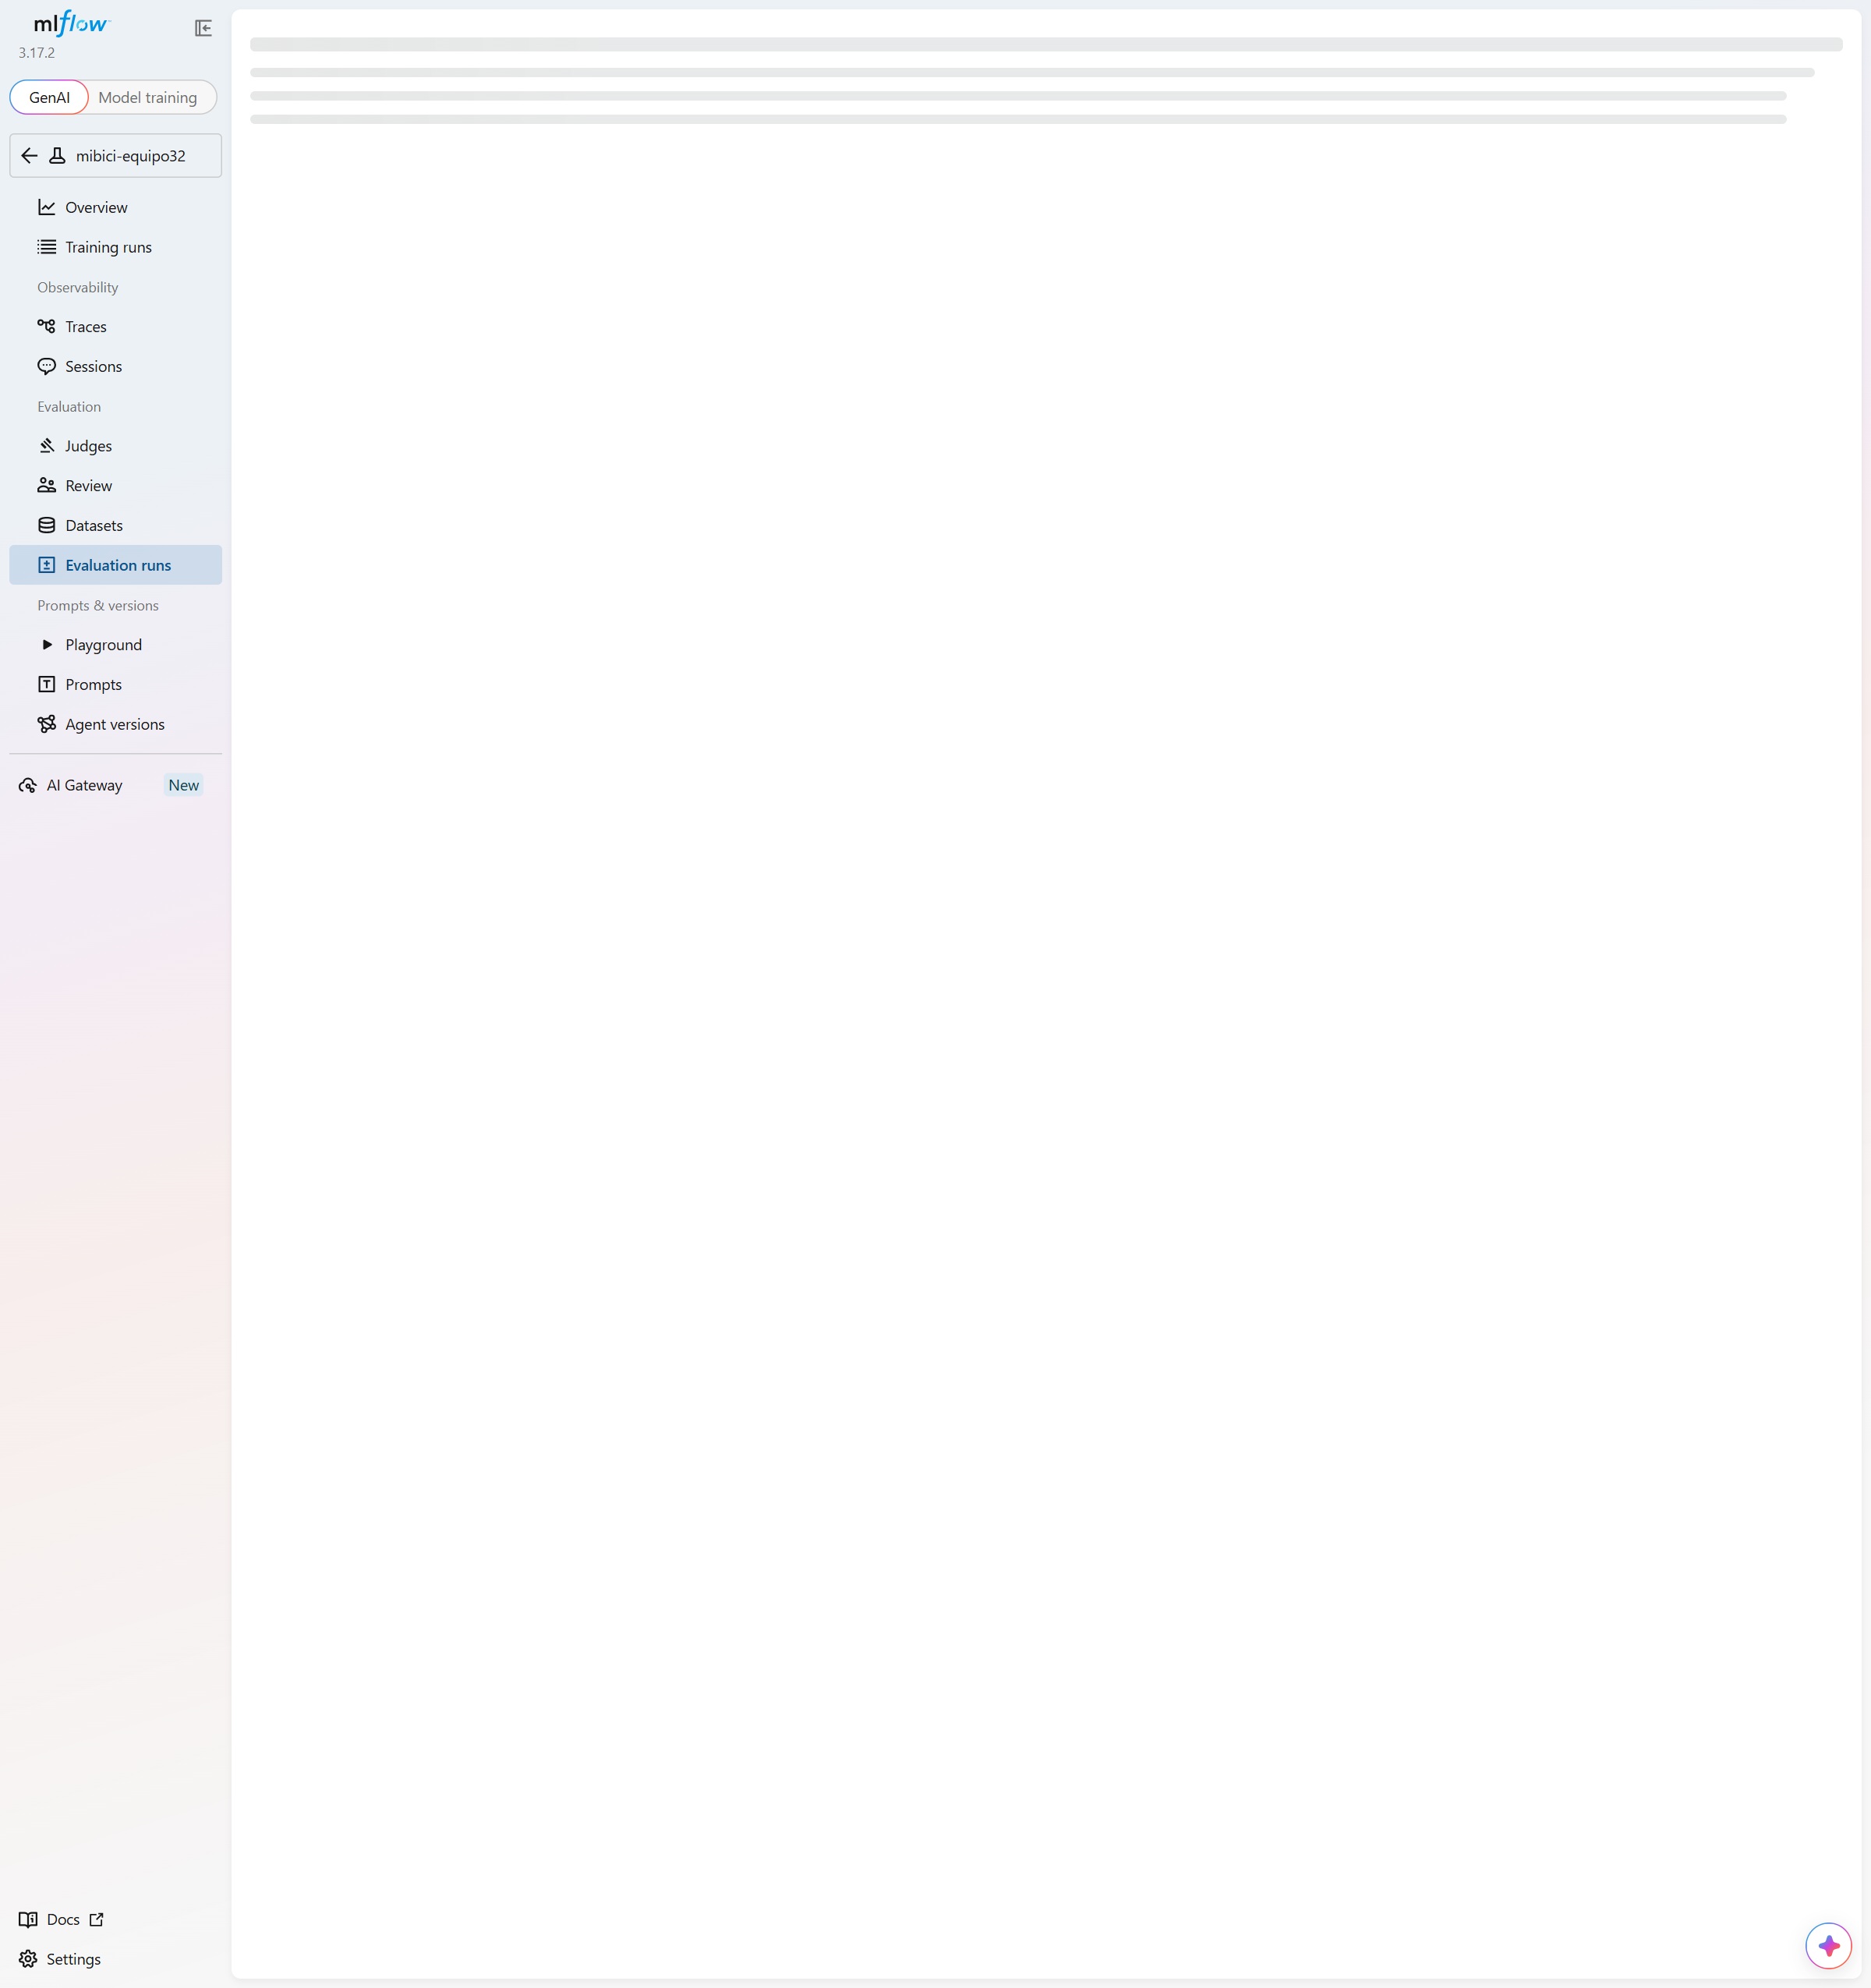 mlflow
3.17.2
GenAI
Model training
mibici-equipo32
Overview
Training runs
Observability
Traces
Sessions
Evaluation
Judges
Review
Datasets
Evaluation runs
Prompts & versions
Playground
Prompts
Agent versions
AI Gateway
New
Docs
Settings